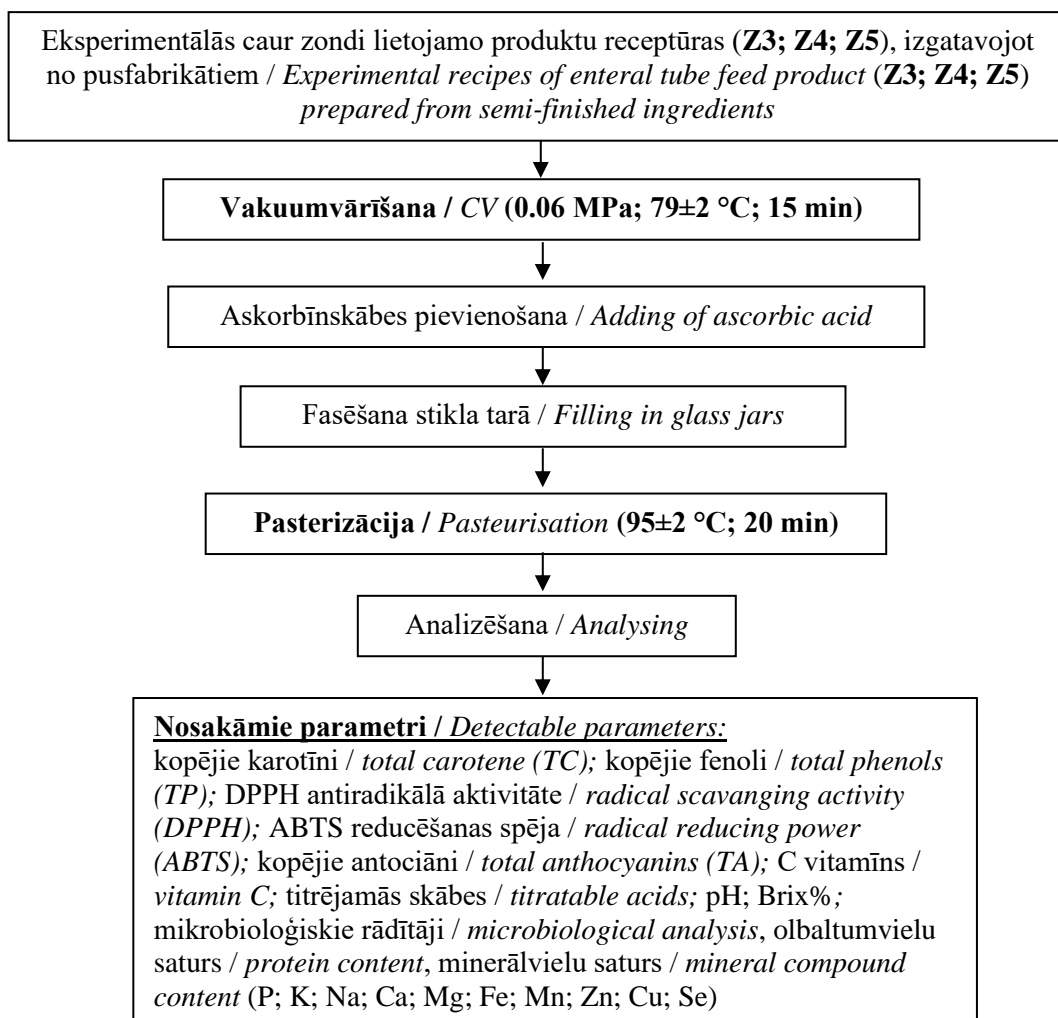 Eksperimentālās caur zondi lietojamo produktu receptūras (Z3; Z4; Z5), izgatavojot
no pusfabrikātiem / Experimental recipes of enteral tube feed product (Z3; Z4; Z5)
prepared from semi-finished ingredients
Vakuumvārīšana / CV (0.06 MPa; 79±2 °C; 15 min)
Askorbīnskābes pievienošana / Adding of ascorbic acid
Fasēšana stikla tarā / Filling in glass jars
Pasterizācija / Pasteurisation (95±2 °C; 20 min)
Analizēšana / Analysing
Nosakāmie parametri / Detectable parameters:
kopējie karotīni / total carotene (TC); kopējie fenoli / total phenols
(TP); DPPH antiradikālā aktivitāte / radical scavanging activity
(DPPH); ABTS reducēšanas spēja / radical reducing power
(ABTS); kopējie antociāni / total anthocyanins (TA); C vitamīns /
vitamin C; titrējamās skābes / titratable acids; pH; Brix%;
mikrobioloģiskie rādītāji / microbiological analysis, olbaltumvielu
saturs / protein content, minerālvielu saturs / mineral compound
content (P; K; Na; Ca; Mg; Fe; Mn; Zn; Cu; Se)